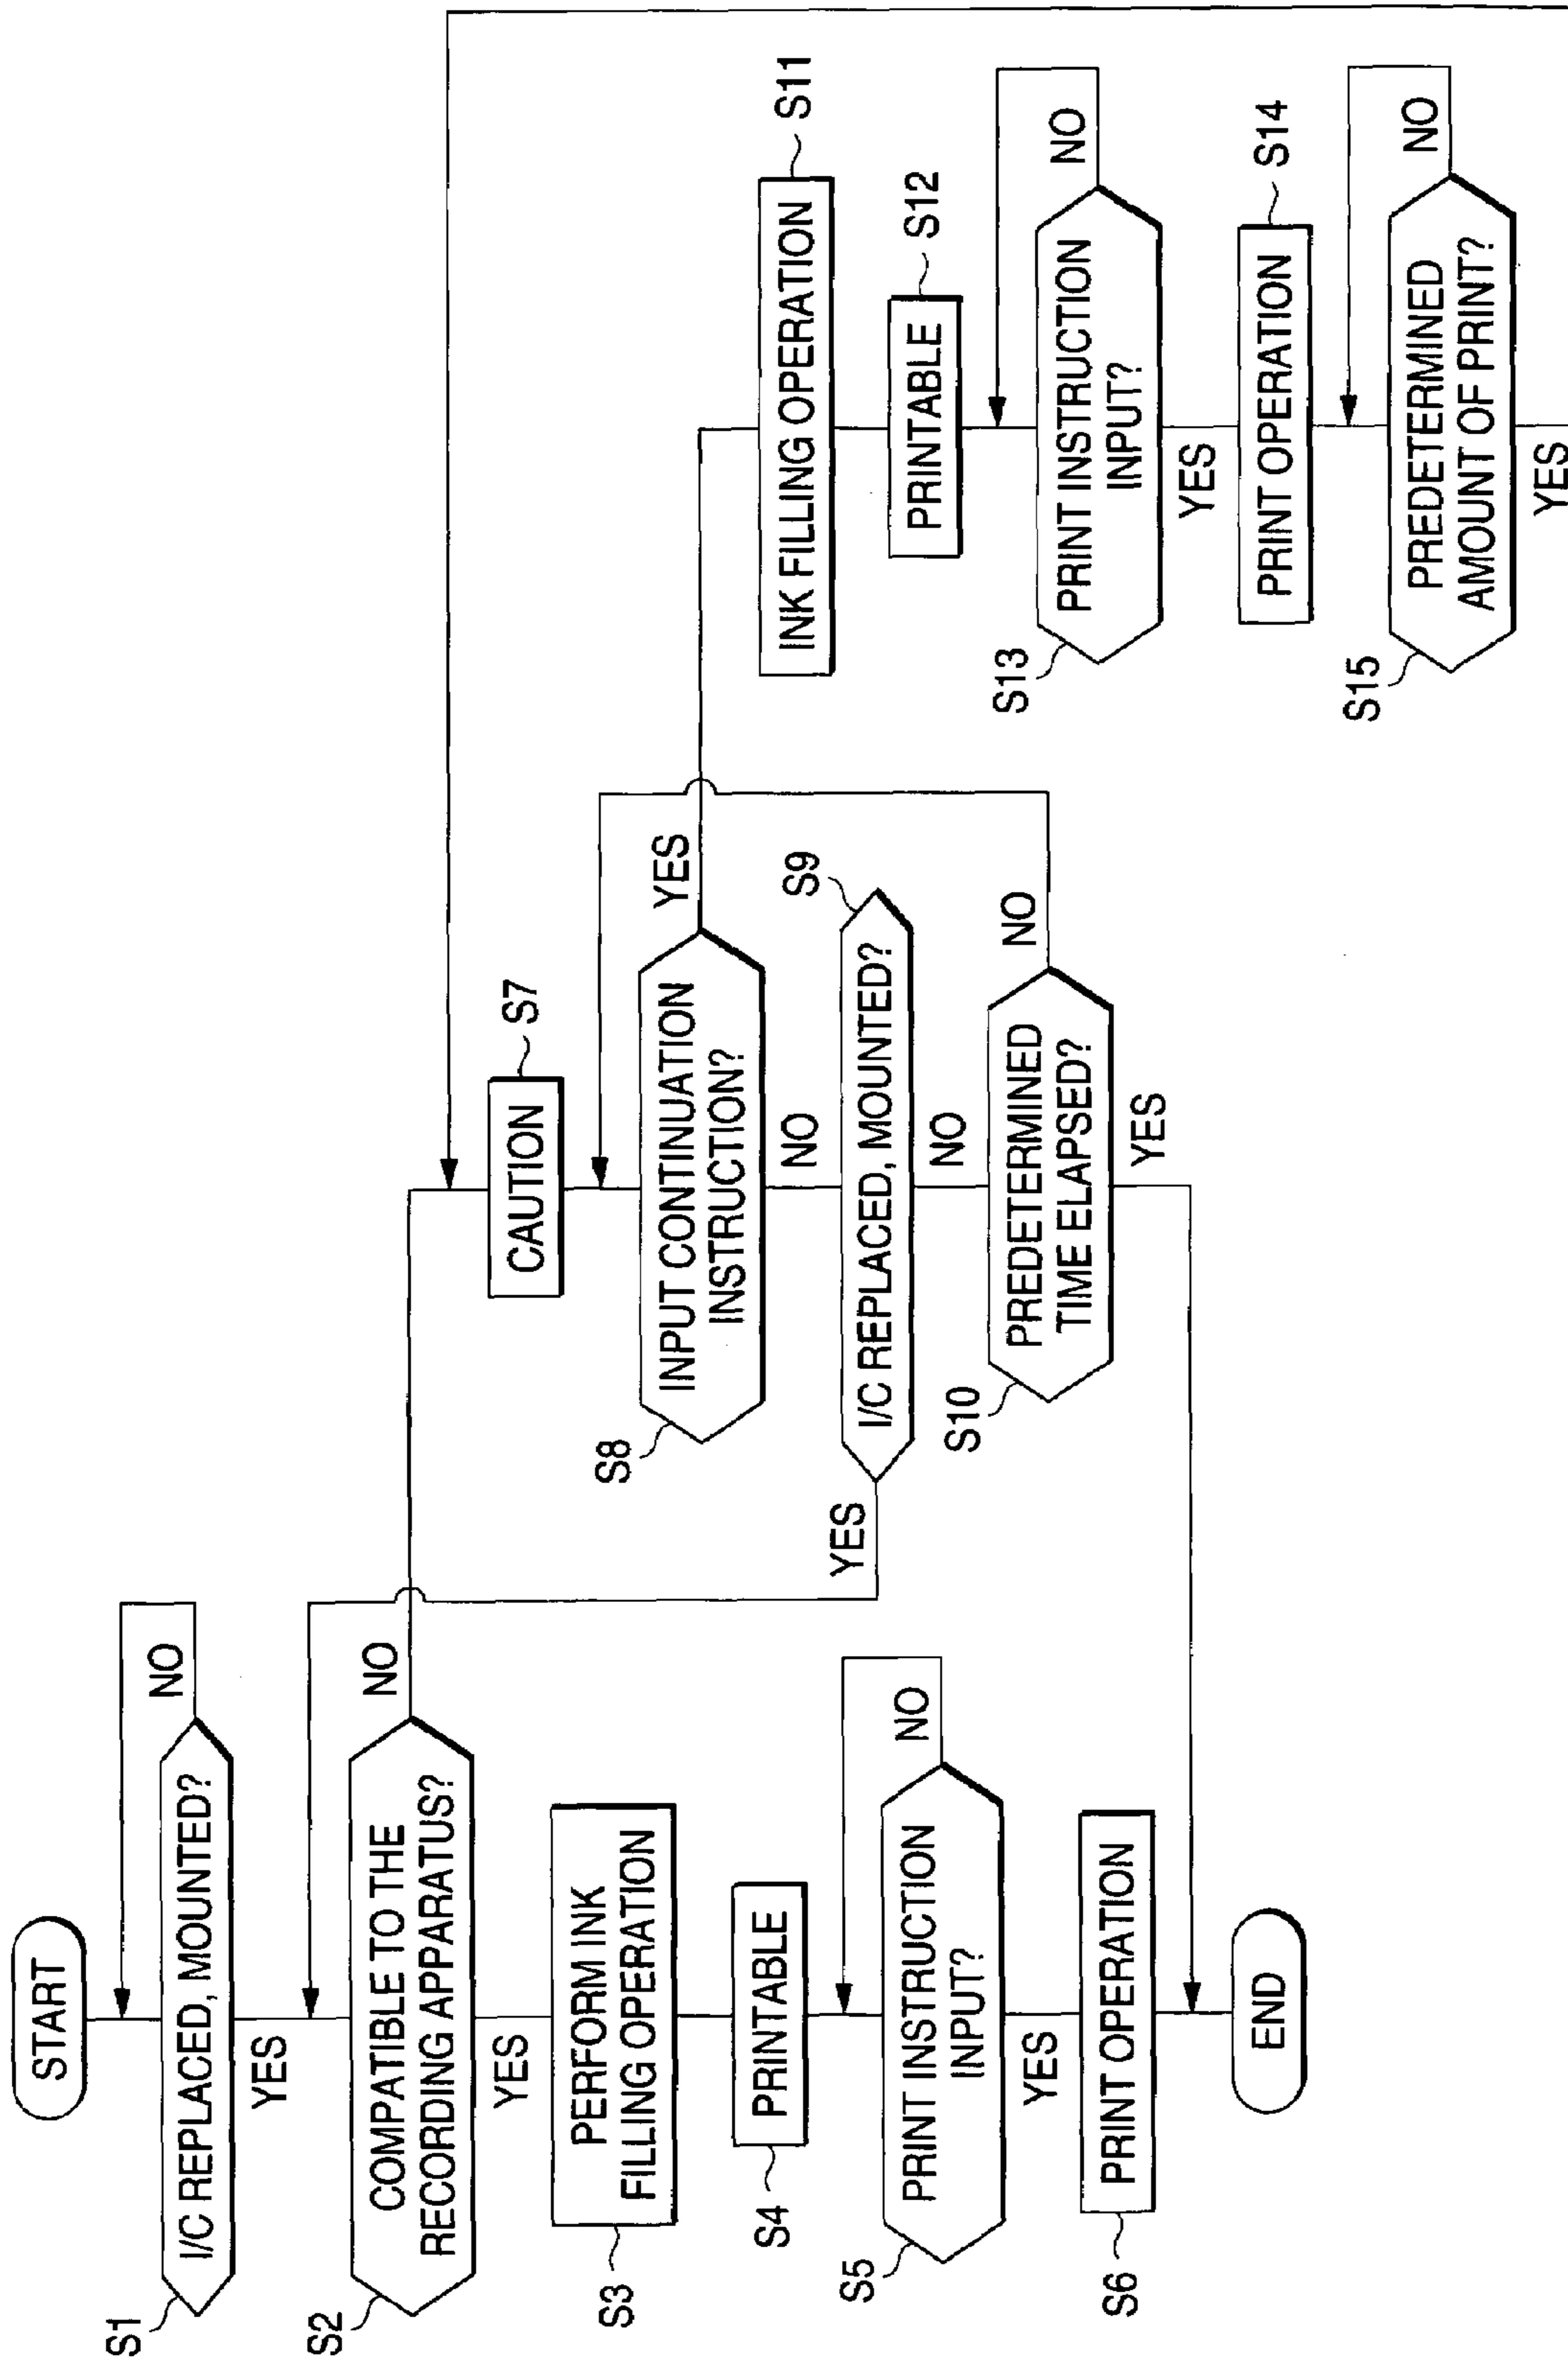 START
S1
I/C REPLACED, MOUNTED?
NO
YES
S2
COMPATIBLE TO THE
RECORDING APPARATUS?
NO
YES
S3
PERFORM INK
FILLING OPERATION
S4
PRINTABLE
S5
PRINT INSTRUCTION
INPUT?
NO
YES
S6
PRINT OPERATION
END
CAUTION
S7
S8
INPUT CONTINUATION
INSTRUCTION?
YES
NO
I/C REPLACED, MOUNTED?
S9
YES
NO
S10
PREDETERMINED
TIME ELAPSED?
NO
YES
INK FILLING OPERATION
S11
PRINTABLE
S12
S13
PRINT INSTRUCTION
INPUT?
NO
YES
PRINT OPERATION
S14
S15
PREDETERMINED
AMOUNT OF PRINT?
NO
YES